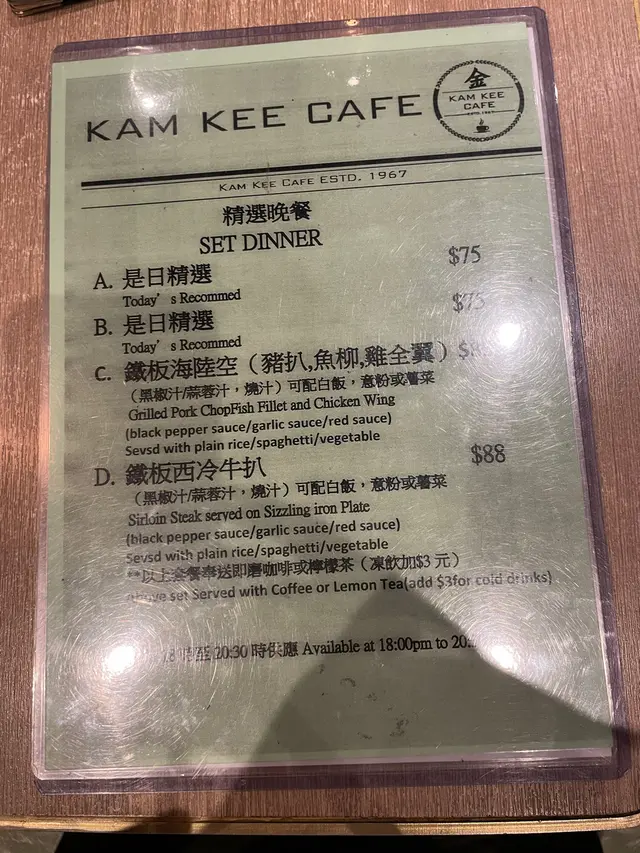 KAM KEE CAFE
金
KAM KEE
CAFE
KAM KEE CAFE ESTD. 1967
精選晚餐
SET DINNER
A. 是日精選 $75
Today's Recommed
B. 是日精選 $75
Today's Recommed
C. 鐵板海陸空（豬扒,魚柳,雞全翼）
（黑椒汁/蒜蓉汁，燒汁）可配白飯，意粉或薯菜
Grilled Pork ChopFish Fillet and Chicken Wing
(black pepper sauce/garlic sauce/red sauce)
Sevsd with plain rice/spaghetti/vegetable
D. 鐵板西冷牛扒 $88
（黑椒汁/蒜蓉汁，燒汁）可配白飯，意粉或薯菜
Sirloin Steak served on Sizzling iron Plate
(black pepper sauce/garlic sauce/red sauce)
Sevsd with plain rice/spaghetti/vegetable
**以上套餐奉送即磨咖啡或檸檬茶（凍飲加$3 元）
above set Served with Coffee or Lemon Tea(add $3for cold drinks)
時至 20:30 時供應 Available at 18:00pm to